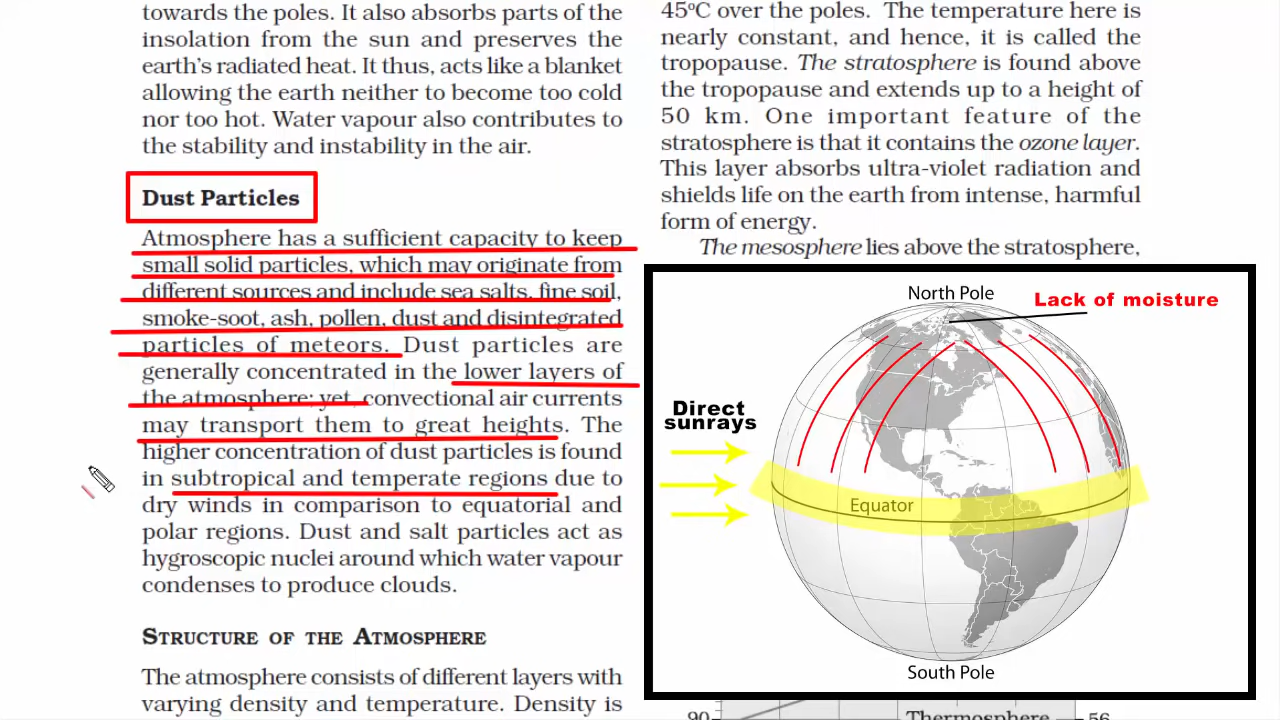 towards the poles. It also absorbs parts of the
insolation from the sun and preserves the
earth's radiated heat. It thus, acts like a blanket
allowing the earth neither to become too cold
nor too hot. Water vapour also contributes to
the stability and instability in the air.
Dust Particles
Atmosphere has a sufficient capacity to keep
small solid particles, which may originate from
different sources and include sea salts, fine soil,
smoke-soot, ash, pollen, dust and disintegrated
particles of meteors. Dust particles are
generally concentrated in the lower layers of
the atmosphere; yet, convectional air currents
may transport them to great heights. The
higher concentration of dust particles is found
in subtropical and temperate regions due to
dry winds in comparison to equatorial and
polar regions. Dust and salt particles act as
hygroscopic nuclei around which water vapour
condenses to produce clouds.
STRUCTURE OF THE ATMOSPHERE
The atmosphere consists of different layers with
varying density and temperature. Density is
45ºC over the poles. The temperature here is
nearly constant, and hence, it is called the
tropopause. The stratosphere is found above
the tropopause and extends up to a height of
50 km. One important feature of the
stratosphere is that it contains the ozone layer.
This layer absorbs ultra-violet radiation and
shields life on the earth from intense, harmful
form of energy.
The mesosphere lies above the stratosphere,
North Pole
Lack of moisture
Direct
sunrays
Equator
South Pole
90
Thermosphere
56